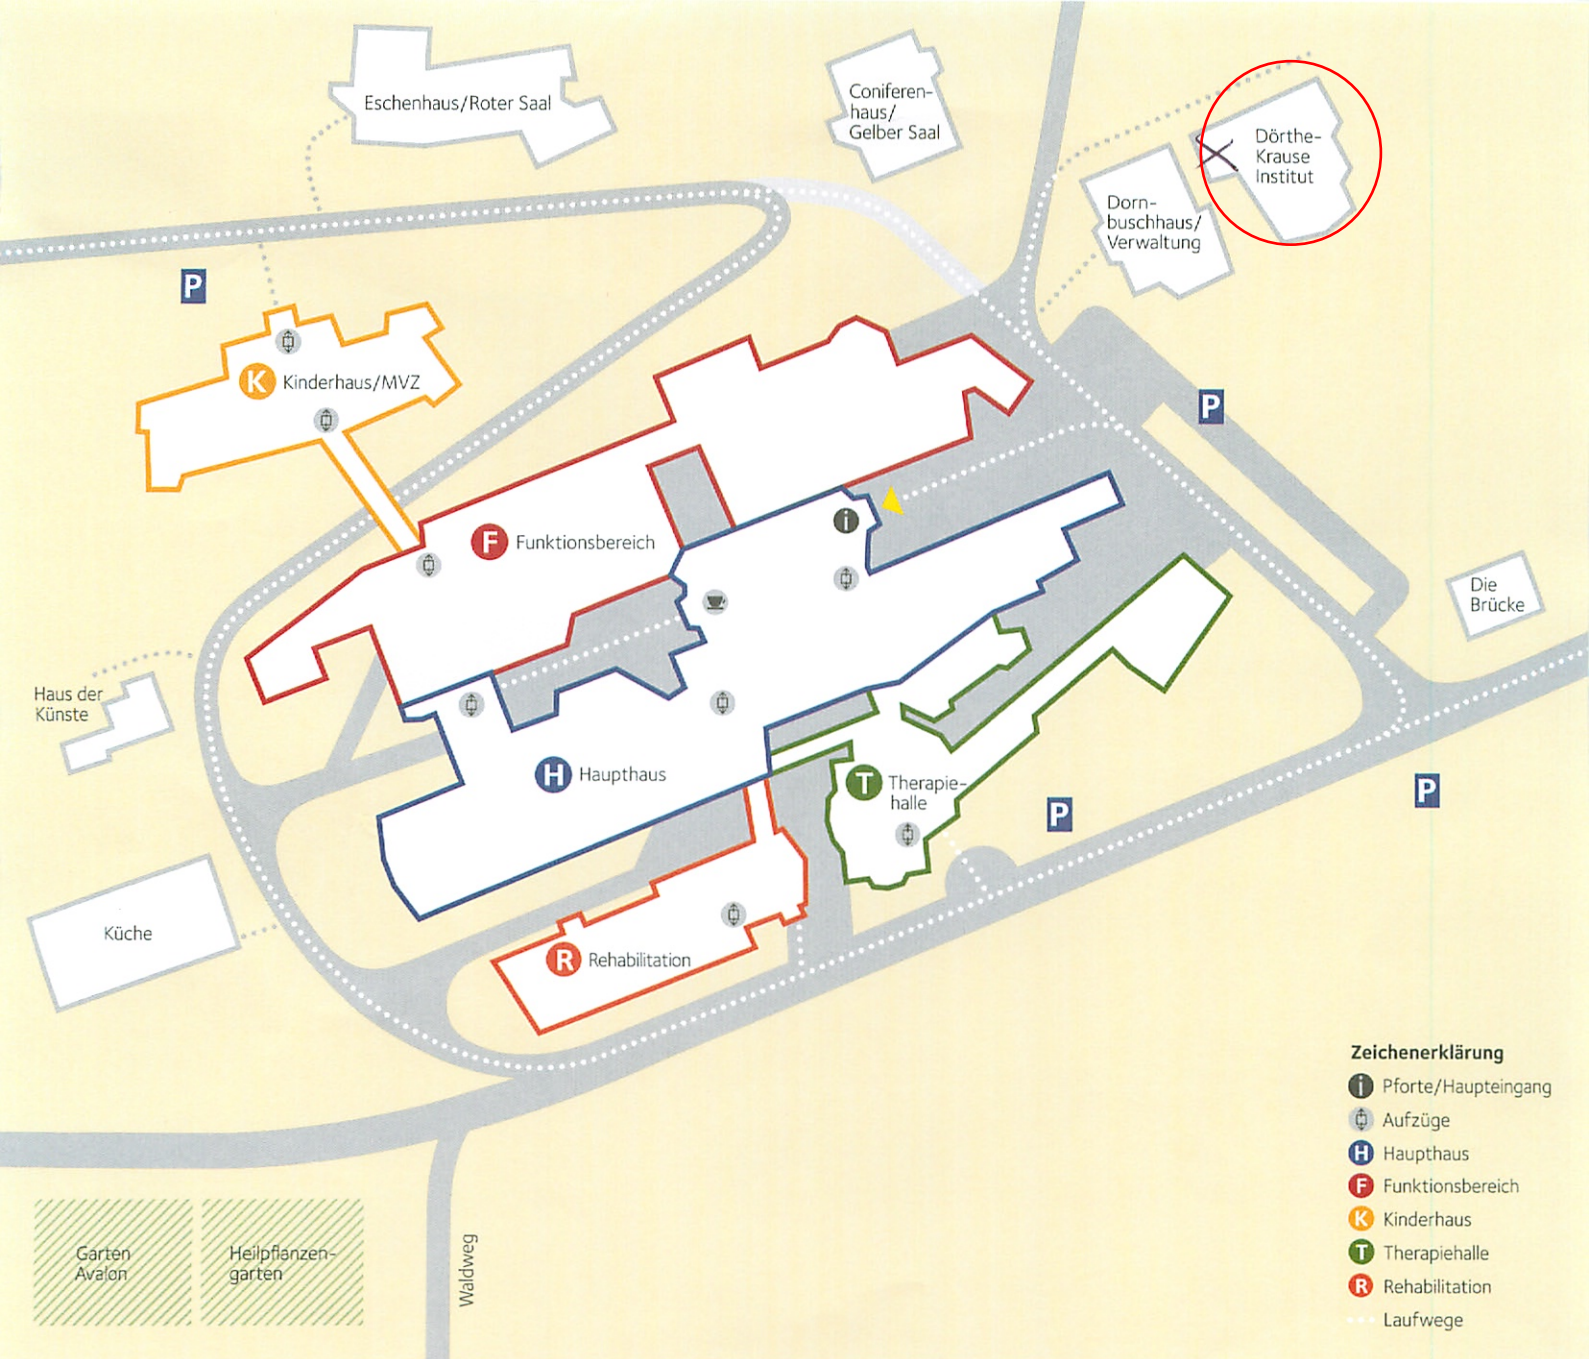 Eschenhaus/Roter Saal
Coniferen-
haus/
Gelber Saal
Dörthe-
Krause
Institut
Dorn-
buschhaus/
Verwaltung
P
K Kinderhaus/MVZ
P
i
F Funktionsbereich
Die
Brücke
Haus der
Künste
H Haupthaus
T Therapie-
halle
P
P
Küche
R Rehabilitation
Zeichenerklärung
i Pforte/Haupteingang
Aufzüge
H Haupthaus
F Funktionsbereich
K Kinderhaus
T Therapiehalle
R Rehabilitation
Laufwege
Garten
Avalon
Heilpflanzen-
garten
Waldweg